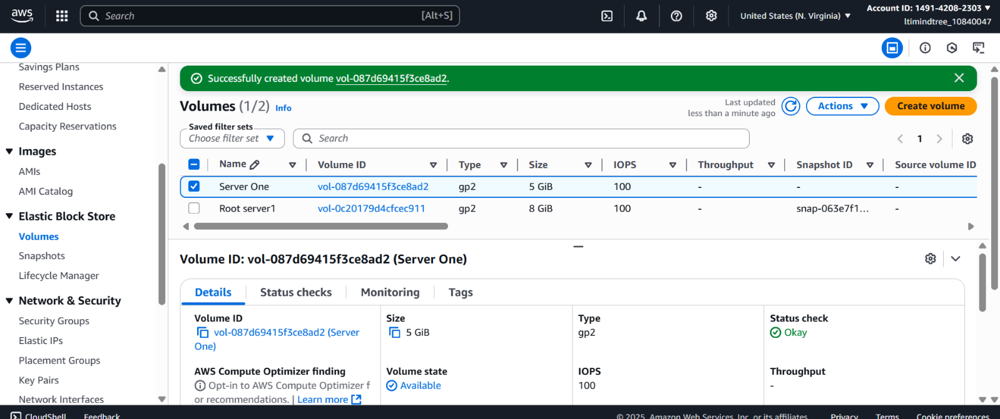 aws
Search [Alt+S]
United States (N. Virginia)
Account ID: 1491-4208-2303
ltimindtree_10840047
Savings Plans
Reserved Instances
Dedicated Hosts
Capacity Reservations
Images
AMIs
AMI Catalog
Elastic Block Store
Volumes
Snapshots
Lifecycle Manager
Network & Security
Security Groups
Elastic IPs
Placement Groups
Key Pairs
Network Interfaces
Successfully created volume vol-087d69415f3ce8ad2.
Volumes (1/2) Info
Last updated
less than a minute ago
Actions
Create volume
Saved filter sets
Choose filter set
Search
1
Name Volume ID Type Size IOPS Throughput Snapshot ID Source volume ID
Server One vol-087d69415f3ce8ad2 gp2 5 GiB 100 - - -
Root server1 vol-0c20179d4cfcec911 gp2 8 GiB 100 - snap-063e7f1... -
Volume ID: vol-087d69415f3ce8ad2 (Server One)
Details Status checks Monitoring Tags
Volume ID
vol-087d69415f3ce8ad2 (Server
One)
Size
5 GiB
Type
gp2
Status check
Okay
AWS Compute Optimizer finding
Opt-in to AWS Compute Optimizer f
or recommendations. | Learn more
Volume state
Available
IOPS
100
Throughput
-
CloudShell Feedback
© 2025, Amazon Web Services, Inc. or its affiliates. Privacy Terms Cookie preferences